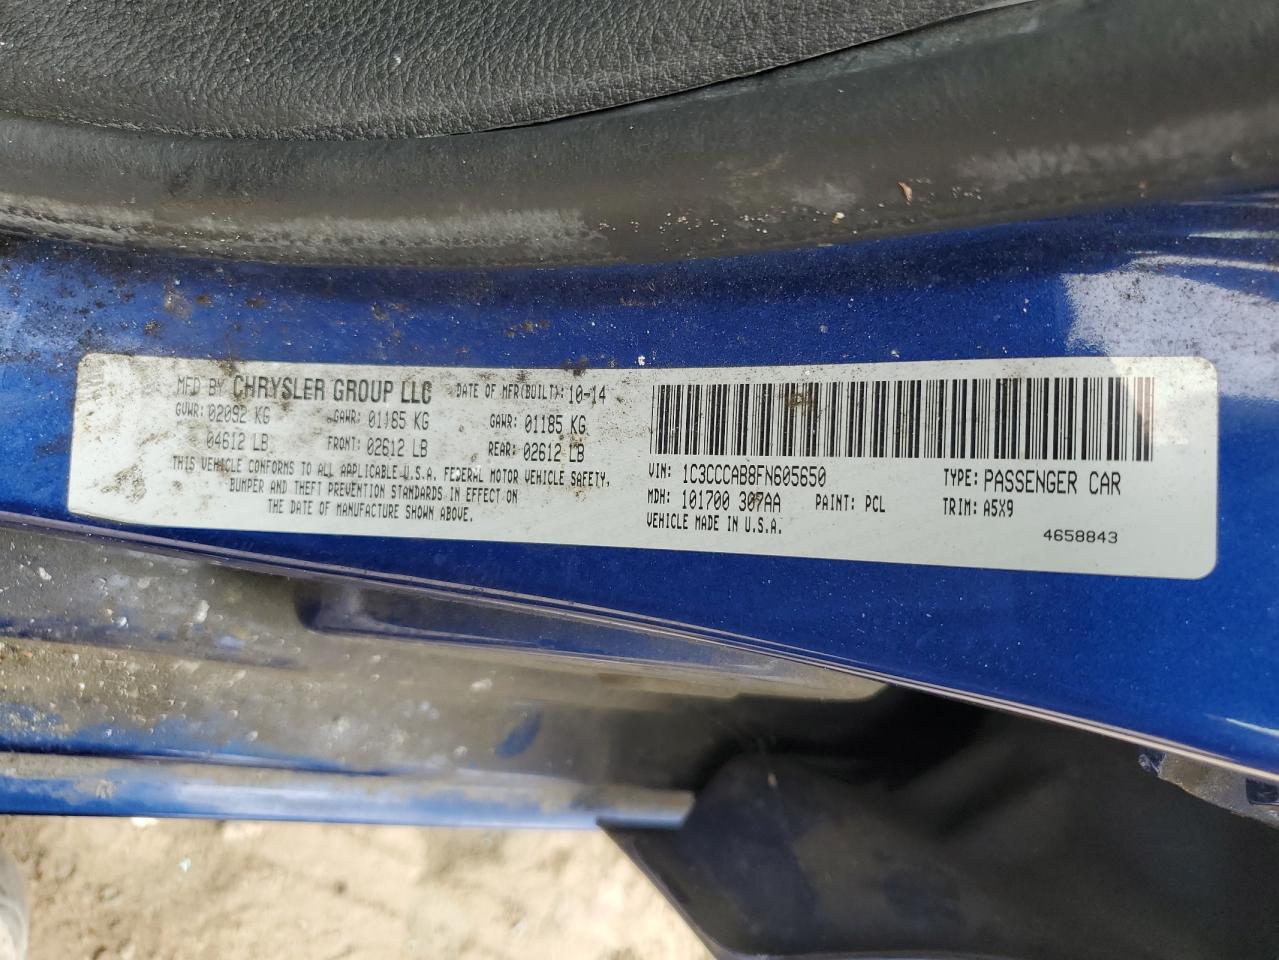 MFD BY CHRYSLER GROUP LLC DATE OF MFR(BUILT): 10-14
GVWR: 02092 KG GAWR: 01165 KG GAWR: 01185 KG
04612 LB FRONT: 02612 LB REAR: 02612 LB
THIS VEHICLE CONFORMS TO ALL APPLICABLE U.S.A. FEDERAL MOTOR VEHICLE SAFETY,
BUMPER AND THEFT PREVENTION STANDARDS IN EFFECT ON
THE DATE OF MANUFACTURE SHOWN ABOVE.
VIN: 1C3CCCAB8FN605650 TYPE: PASSENGER CAR
MDH: 101700 307AA PAINT: PCL TRIM: A5X9
VEHICLE MADE IN U.S.A. 4658843